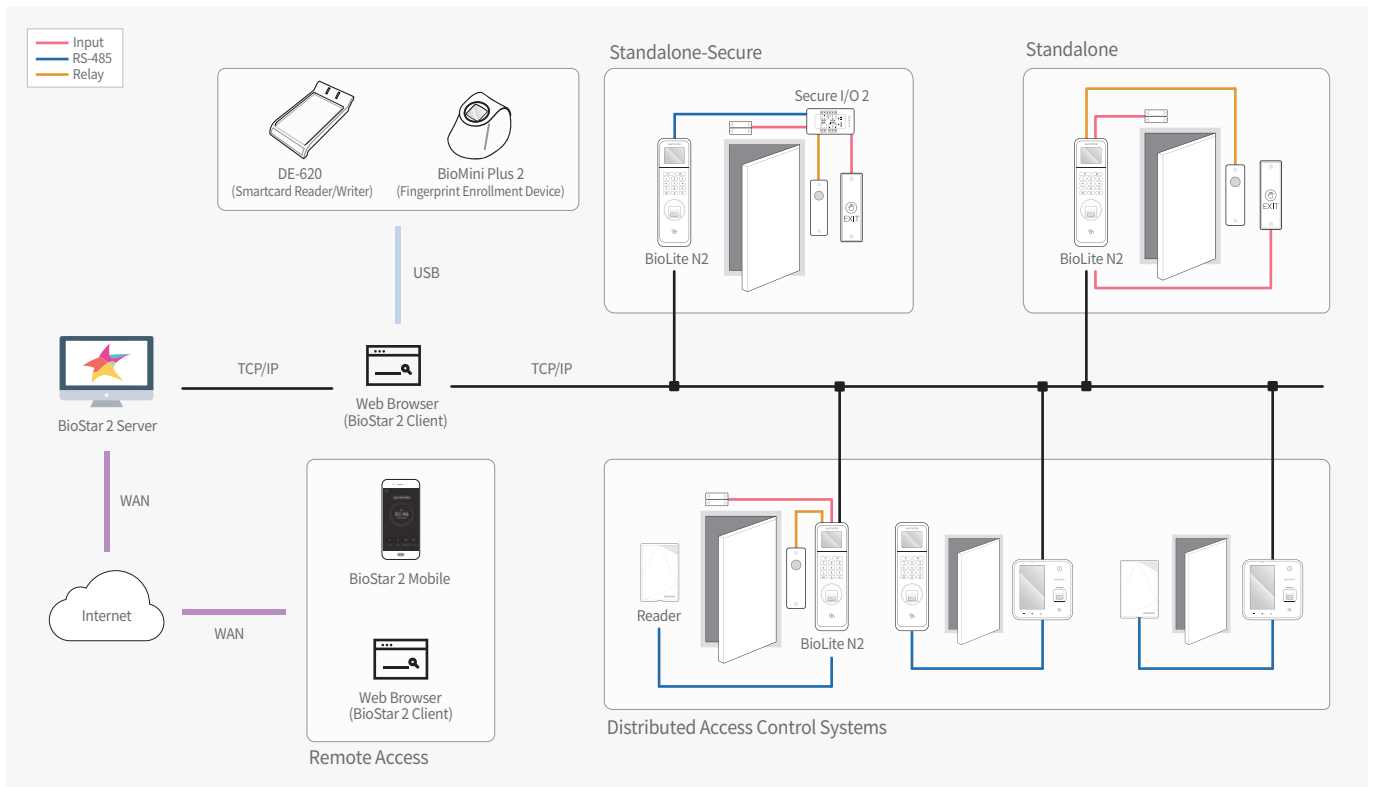 Input
RS-485
Relay
DE-620
(Smartcard Reader/Writer)
BioMini Plus 2
(Fingerprint Enrollment Device)
USB
Standalone-Secure
Secure I/O 2
EXIT
BioLite N2
Standalone
EXIT
BioLite N2
BioStar 2 Server
TCP/IP
Web Browser
(BioStar 2 Client)
TCP/IP
WAN
Internet
WAN
BioStar 2 Mobile
Web Browser
(BioStar 2 Client)
Remote Access
Reader
BioLite N2
Distributed Access Control Systems